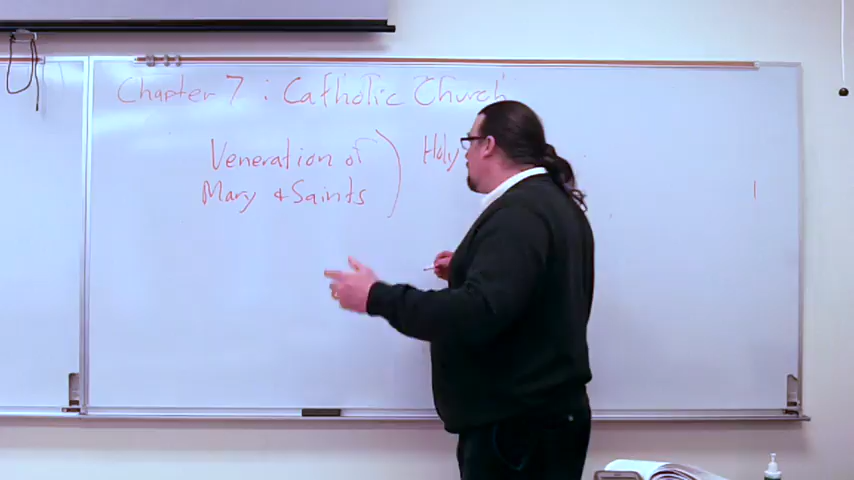 Chapter 7 : Catholic Church
Veneration of ) Holy
Mary & Saints